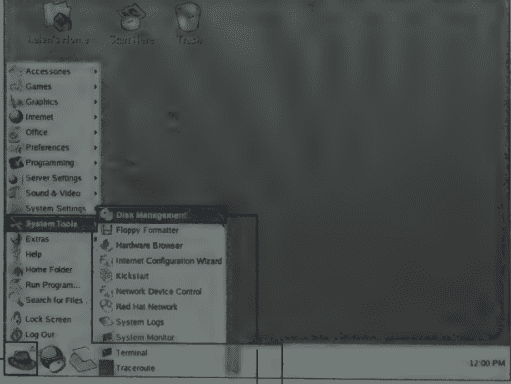 Start Here
Trash
Accessories
Games
Graphics
Internet
Office
Preferences
Programming
Server Settings
Sound & Video
System Settings
System Tools
Extras
Help
Home Folder
Run Program...
Search for Files
Lock Screen
Log Out
Disk Management
Floppy Formatter
Hardware Browser
Internet Configuration Wizard
Kickstart
Network Device Control
Red Hat Network
System Logs
System Monitor
Terminal
Traceroute
12:00 PM